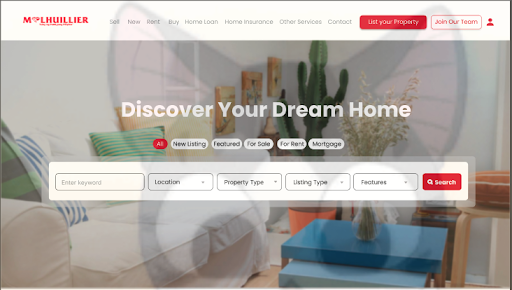 M LHUILLIER
Sell New Rent Buy Home Loan Home insurance Other Services Contact List your Property Join Our Team
Discover Your Dream Home
All New Listing Featured For Sale For Rent Mortgage
Enter keyword Location Property Type Listing Type Features Search